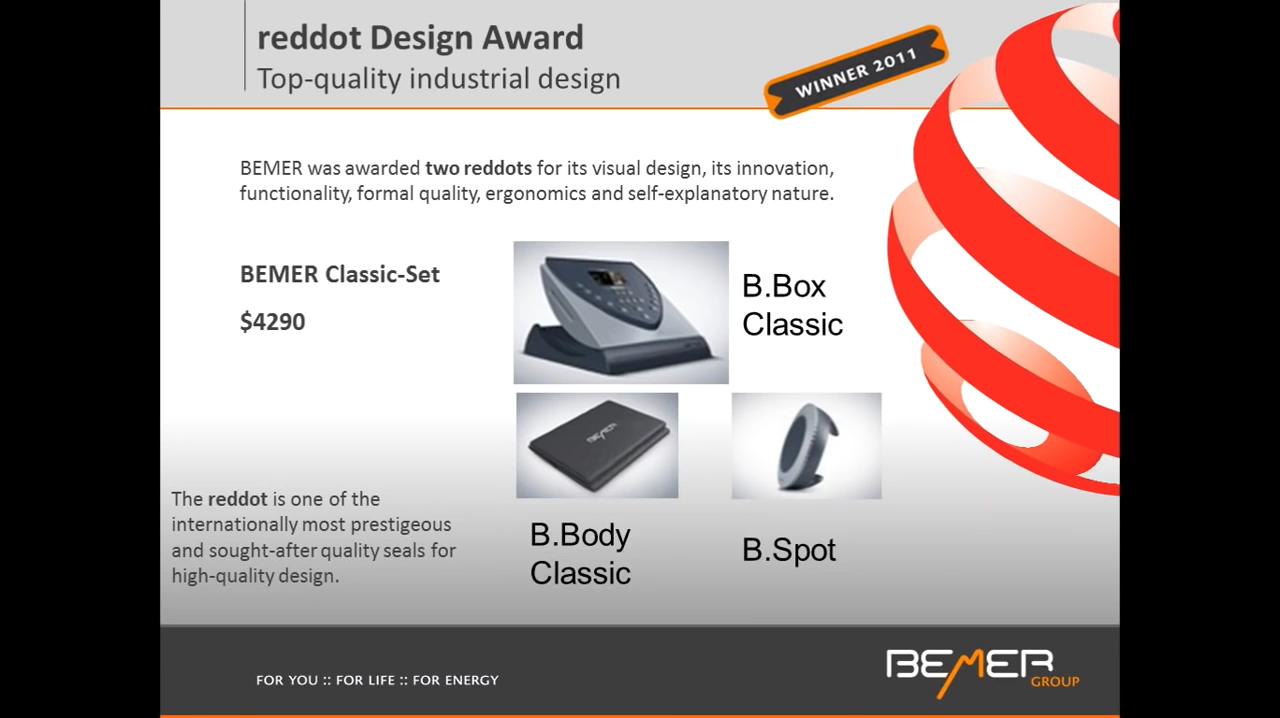 reddot Design Award
Top-quality industrial design
WINNER 2011
BEMER was awarded two reddots for its visual design, its innovation,
functionality, formal quality, ergonomics and self-explanatory nature.
BEMER Classic-Set
$4290
B.Box
Classic
BEMER
B.Body
Classic
B.Spot
The reddot is one of the
internationally most prestigeous
and sought-after quality seals for
high-quality design.
FOR YOU :: FOR LIFE :: FOR ENERGY
BEMER
GROUP